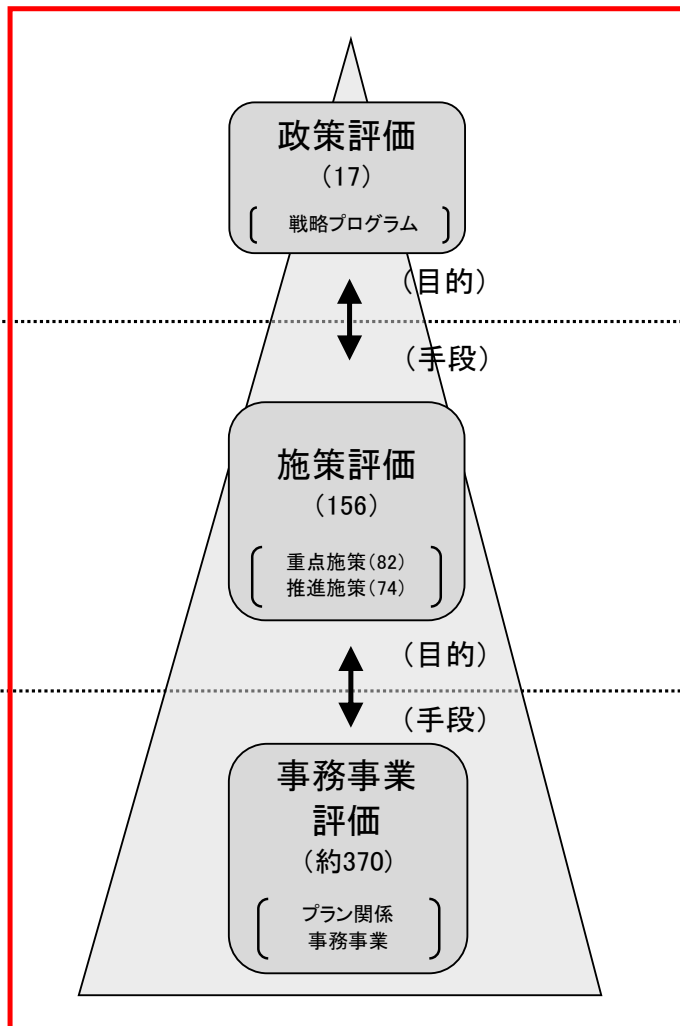 政策評価
(17)
戦略プログラム
(目的)
(手段)
施策評価
(156)
重点施策(82)
推進施策(74)
(目的)
(手段)
事務事業
評価
(約370)
プラン関係
事務事業